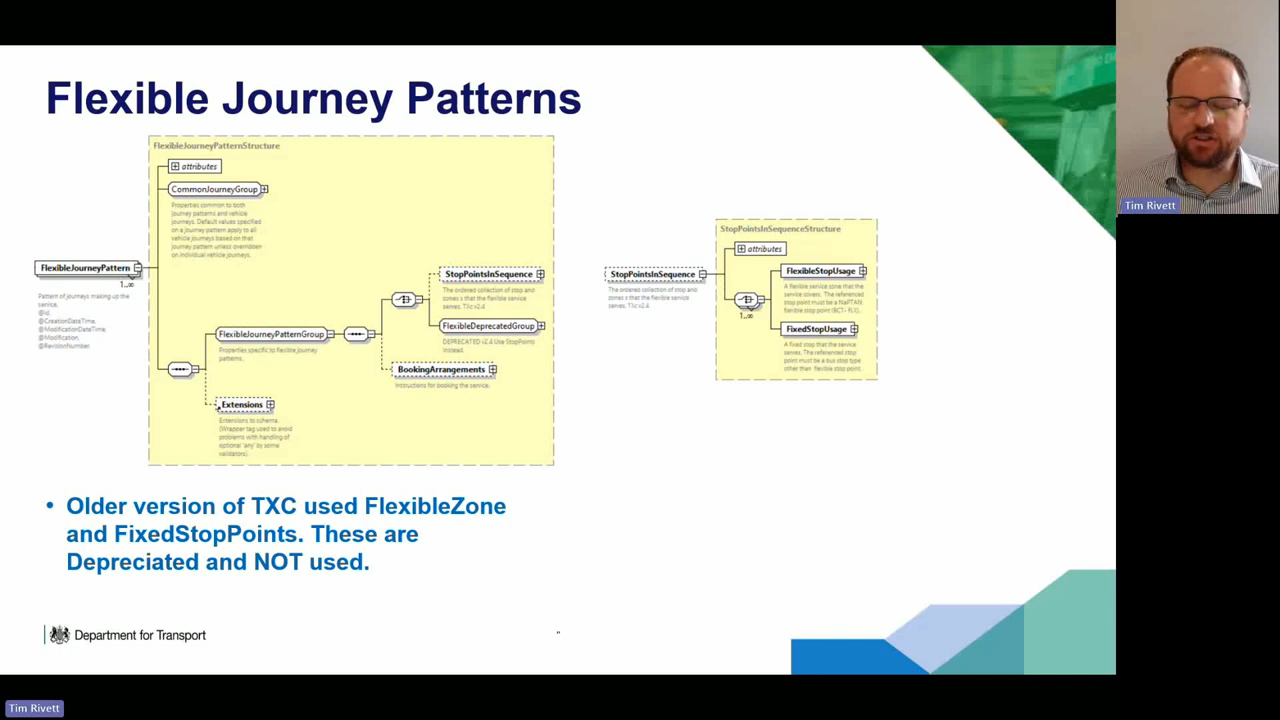 Flexible Journey Patterns
FlexibleJourneyPatternStructure
attributes
CommonJourneyGroup
Properties common to both
journey patterns and vehicle
journeys. Default values specified
on a journey pattern apply to all
vehicle journeys based on that
journey pattern unless overridden
on individual vehicle journeys.
FlexibleJourneyPattern
1..∞
Pattern of journeys making up the
service.
@id.
@CreationDateTime,
@ModificationDateTime,
@Modification,
@RevisionNumber.
FlexibleJourneyPatternGroup
Properties specific to flexible journey
patterns.
StopPointsInSequence
The ordered collection of stop and
zones s that the flexible service
serves. TXc v2.4
FlexibleDeprecatedGroup
DEPRECATED v2.4 Use StopPoints
instead.
BookingArrangements
Instructions for booking the service.
Extensions
Extensions to schema.
(Wrapper tag used to avoid
problems with handling of
optional 'any' by some
validators).
StopPointsInSequenceStructure
attributes
StopPointsInSequence
The ordered collection of stop and
zones s that the flexible service
serves. TXc v2.4
1..∞
FlexibleStopUsage
A flexible service zone that the
service covers. The referenced
stop point must be a NaPTAN
flexible stop point (BCT- FLX).
FixedStopUsage
A fixed stop that the service
serves. The referenced stop
point must be a bus stop type
other than flexible stop point.
• Older version of TXC used FlexibleZone
and FixedStopPoints. These are
Depreciated and NOT used.
Department for Transport
"
Tim Rivett
Tim Rivett